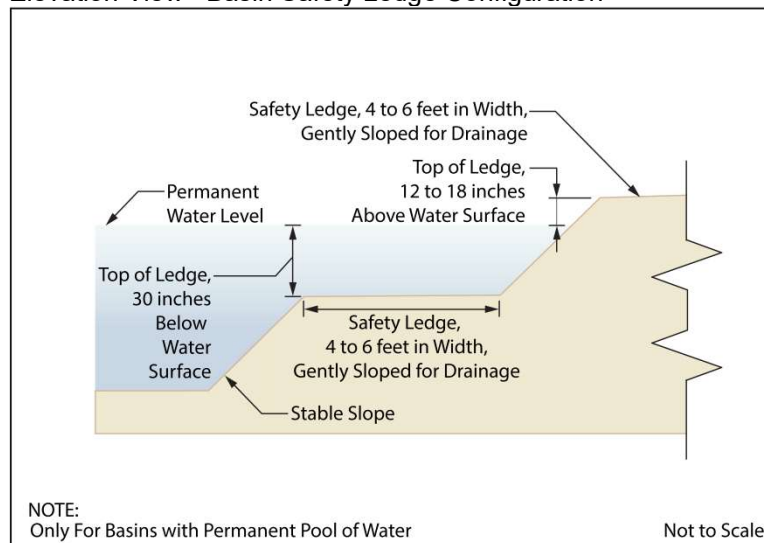 Elevation View - Basin Safety Ledge Configuration
Safety Ledge, 4 to 6 feet in Width,
Gently Sloped for Drainage
Top of Ledge,
12 to 18 inches
Above Water Surface
Permanent
Water Level
Top of Ledge,
30 inches
Below
Water
Surface
Safety Ledge,
4 to 6 feet in Width,
Gently Sloped for Drainage
Stable Slope
NOTE:
Only For Basins with Permanent Pool of Water
Not to Scale